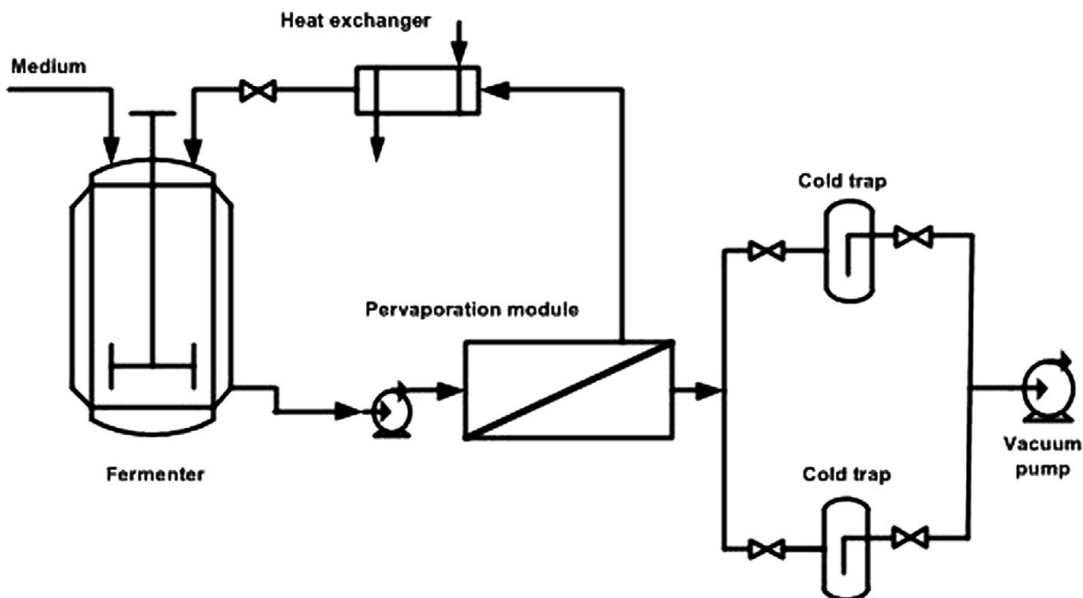 Heat exchanger
Medium
Cold trap
Pervaporation module
Fermenter
Cold trap
Vacuum
pump